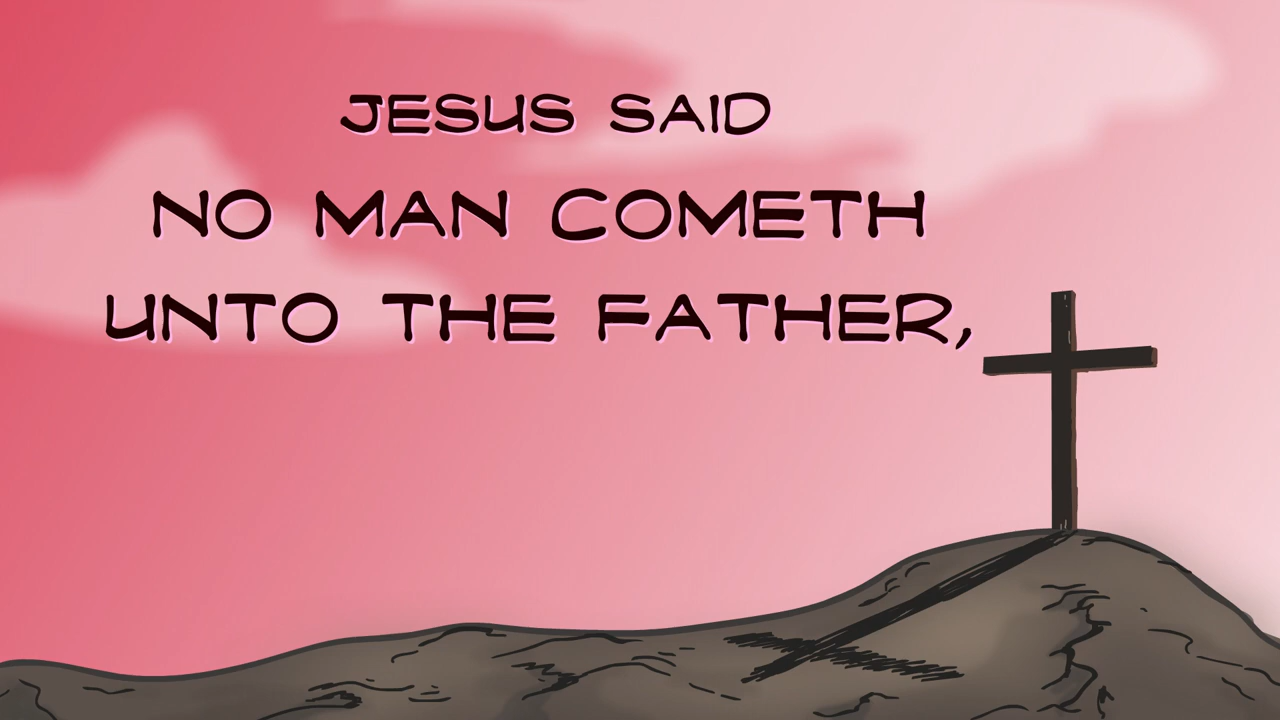 JESUS SAID
NO MAN COMETH
UNTO THE FATHER,